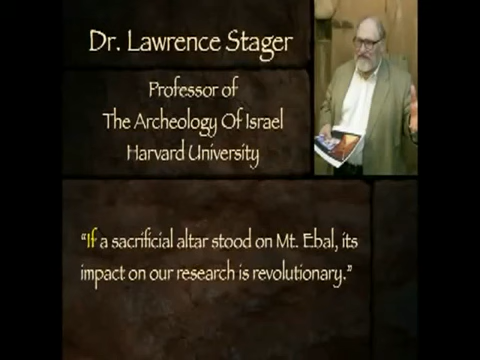 Dr. Lawrence Stager
Professor of
The Archeology Of Israel
Harvard University
“If a sacrificial altar stood on Mt. Ebal, its
impact on our research is revolutionary.”